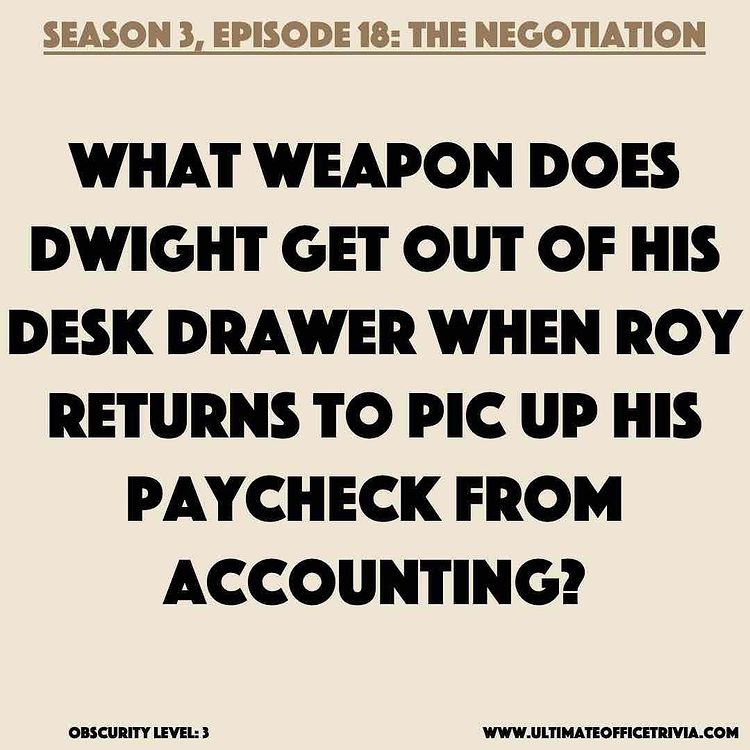 SEASON 3, EPISODE 18: THE NEGOTIATION
WHAT WEAPON DOES
DWIGHT GET OUT OF HIS
DESK DRAWER WHEN ROY
RETURNS TO PIC UP HIS
PAYCHECK FROM
ACCOUNTING?
OBSCURITY LEVEL: 3
WWW.ULTIMATEOFFICETRIVIA.COM